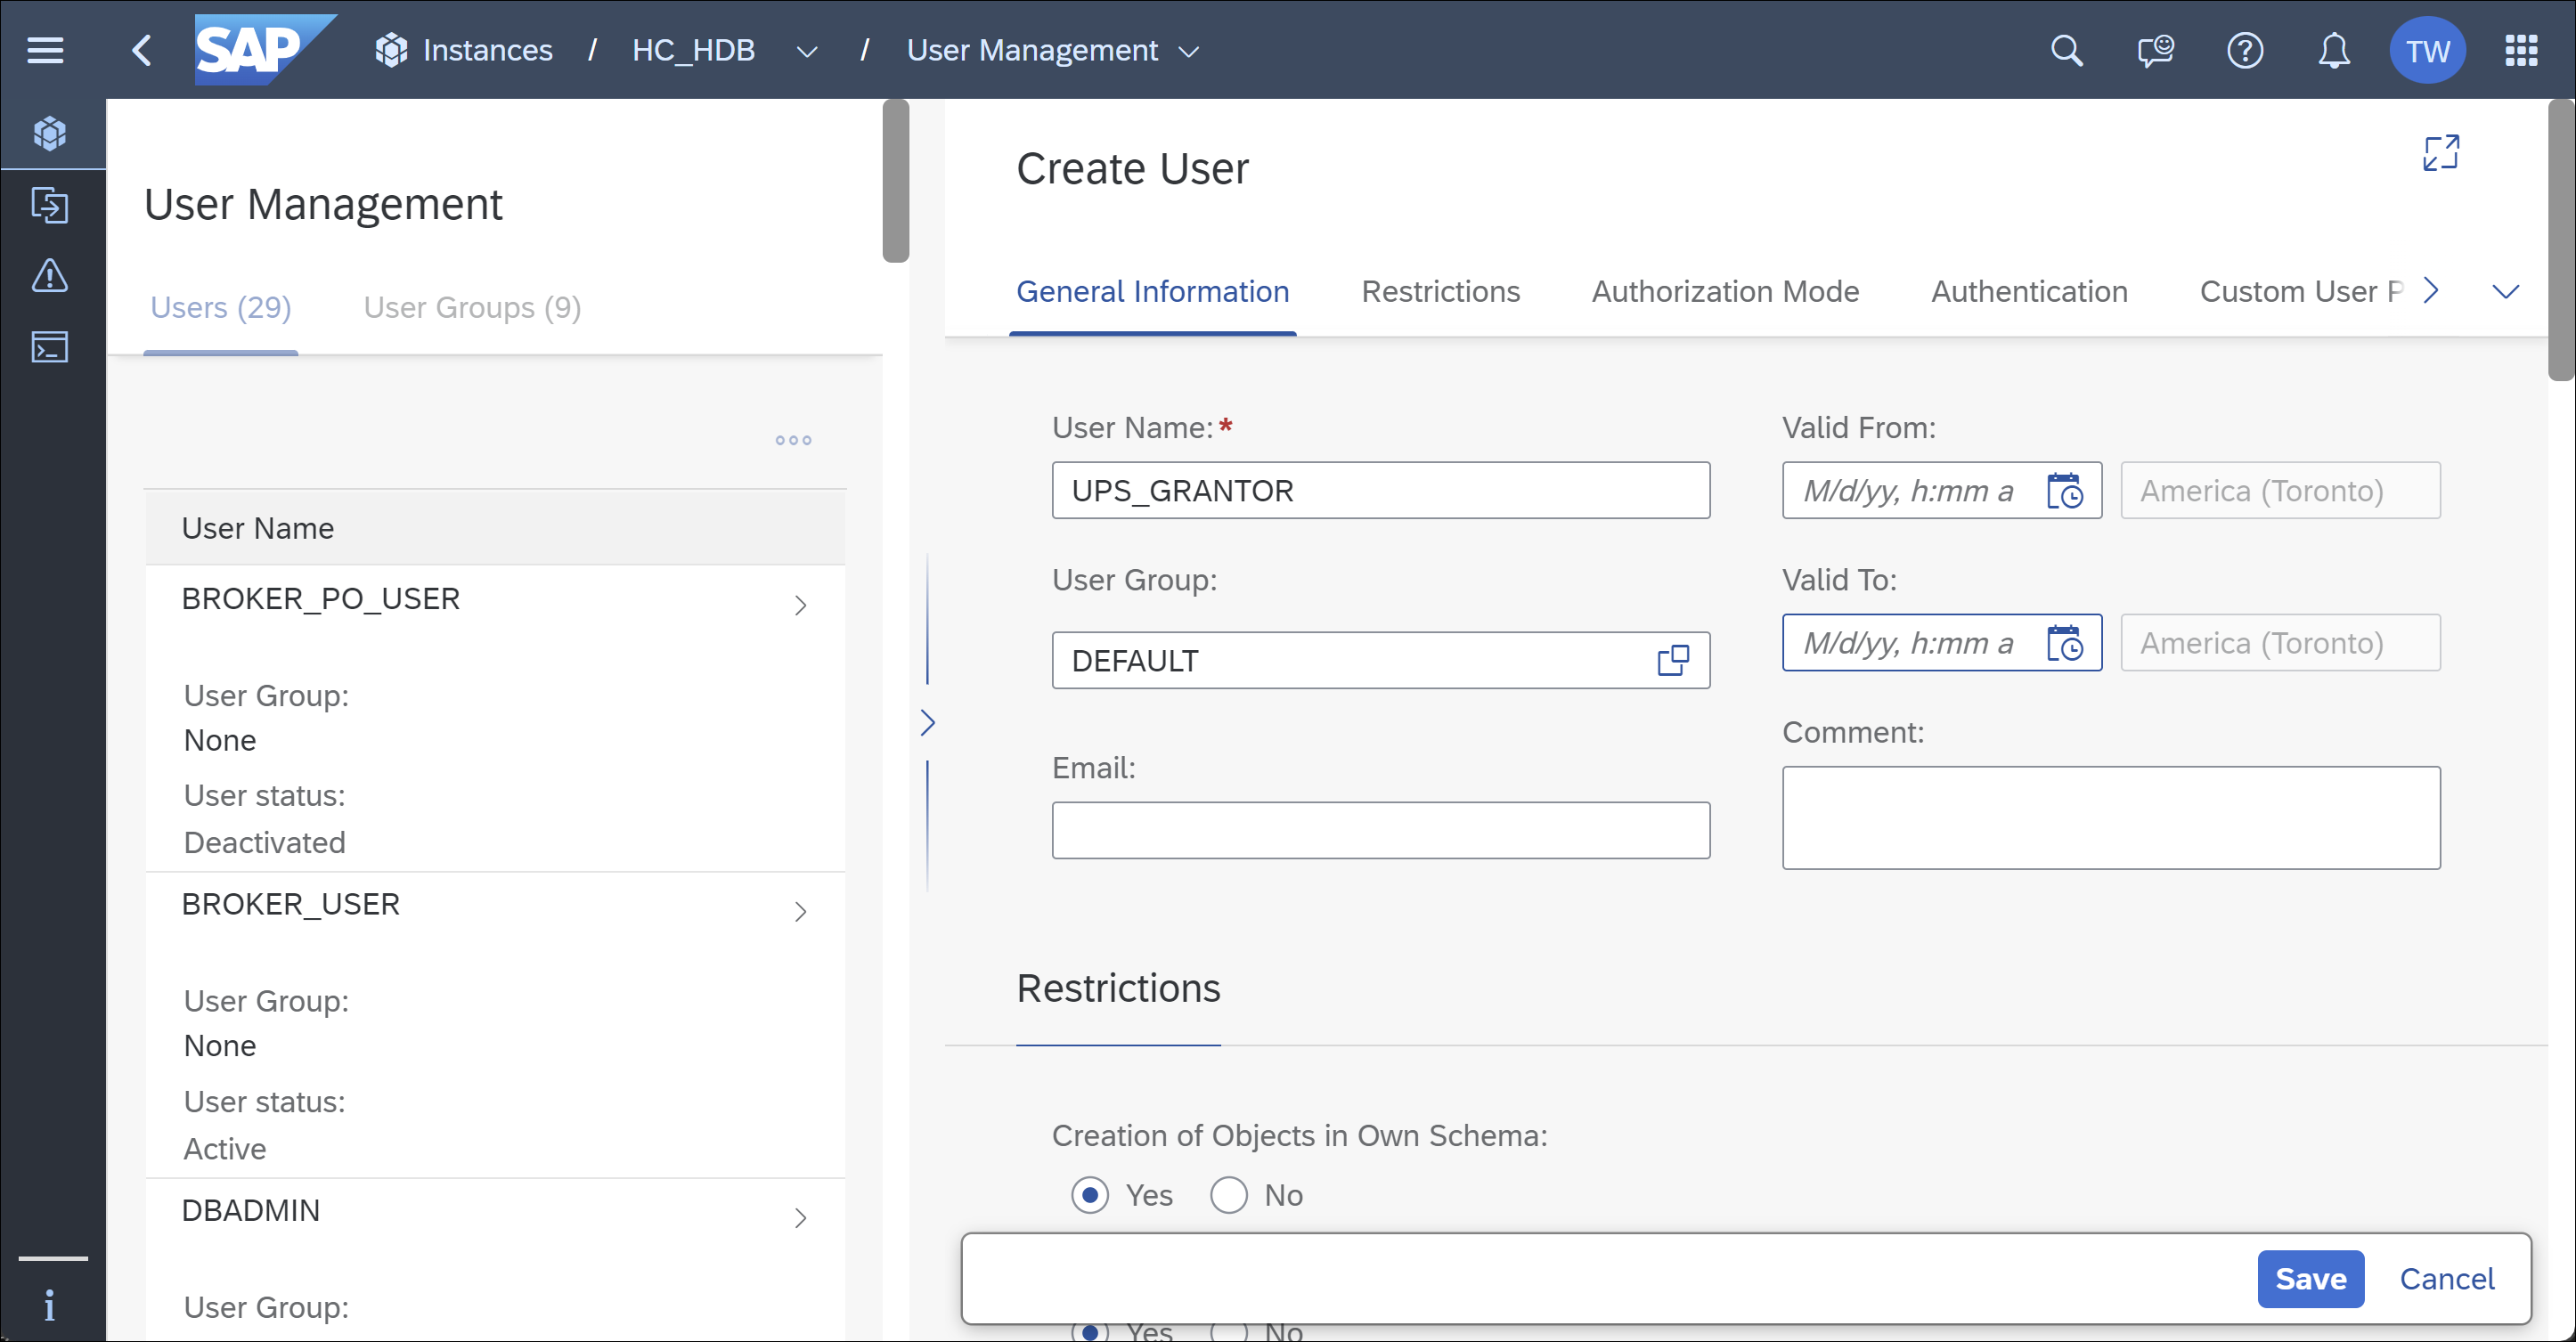 SAP Instances / HC_HDB / User Management TW
User Management
Users (29) User Groups (9)
User Name
BROKER_PO_USER
User Group:
None
User status:
Deactivated
BROKER_USER
User Group:
None
User status:
Active
DBADMIN
User Group:
Create User
General Information Restrictions Authorization Mode Authentication Custom User P
User Name:*
UPS_GRANTOR
User Group:
DEFAULT
Email:
Valid From:
M/d/yy, h:mm a America (Toronto)
Valid To:
M/d/yy, h:mm a America (Toronto)
Comment:
Restrictions
Creation of Objects in Own Schema:
Yes No
Save Cancel
Yes No